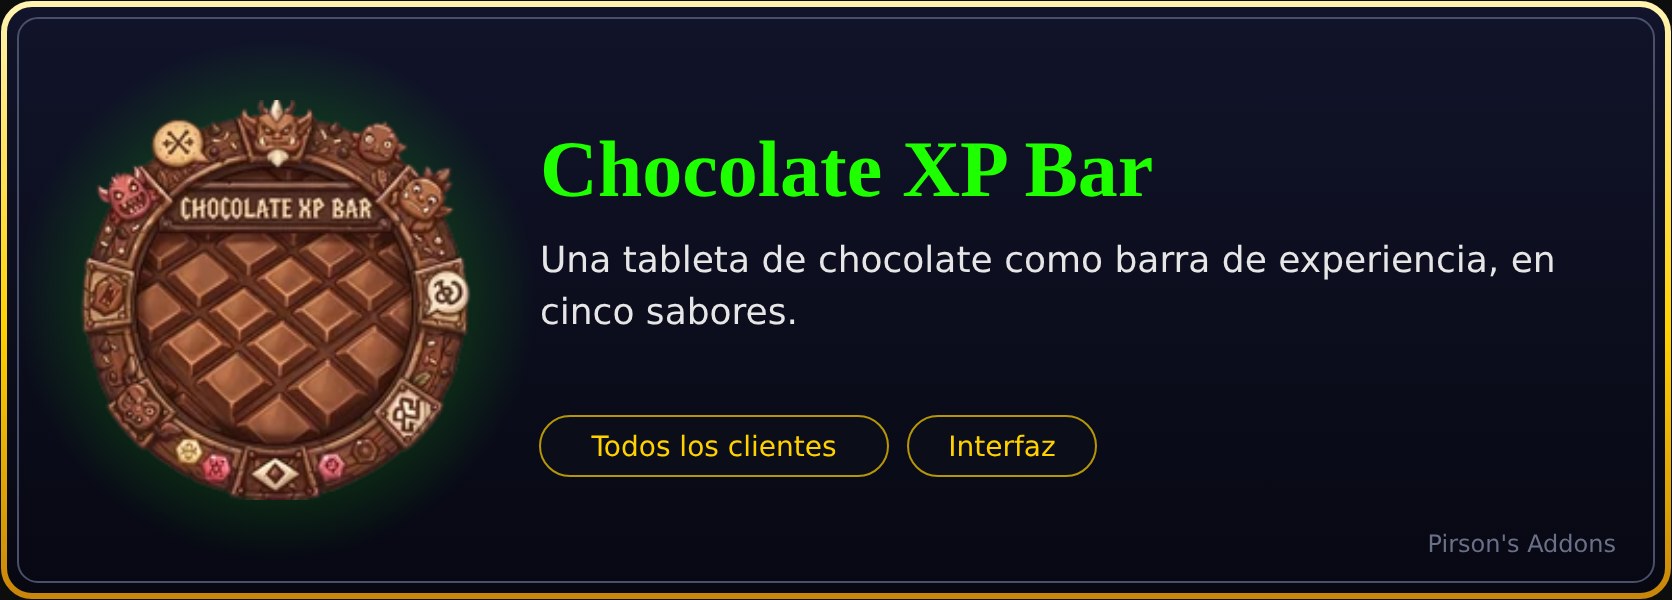 CHOCOLATE XP BAR
Chocolate XP Bar
Una tableta de chocolate como barra de experiencia, en
cinco sabores.
Todos los clientes
Interfaz
Pirson's Addons